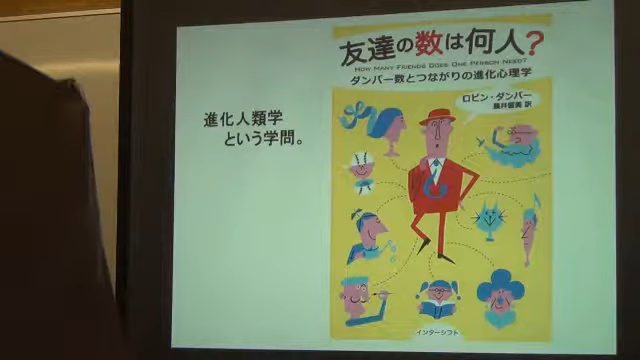 進化人類学
という学問。
友達の数は何人?
HOW MANY FRIENDS DOES ONE PERSON NEED?
ダンバー数とつながりの進化心理学
ロビン・ダンバー
藤井留美 訳
インターシフト